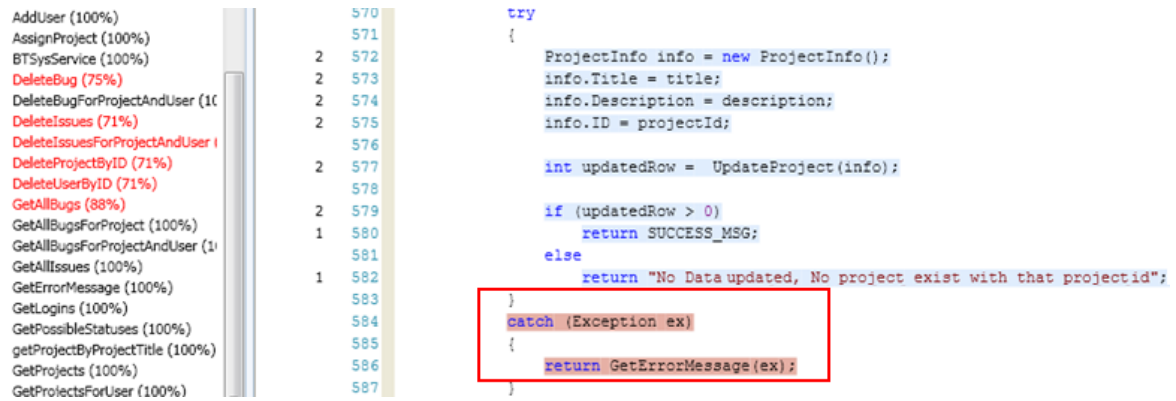 AddUser (100%)
AssignProject (100%)
BTSysService (100%)
DeleteBug (75%)
DeleteBugForProjectAndUser (10
DeleteIssues (71%)
DeleteIssuesForProjectAndUser (
DeleteProjectByID (71%)
DeleteUserByID (71%)
GetAllBugs (88%)
GetAllBugsForProject (100%)
GetAllBugsForProjectAndUser (1
GetAllIssues (100%)
GetErrorMessage (100%)
GetLogins (100%)
GetPossibleStatuses (100%)
getProjectByProjectTitle (100%)
GetProjects (100%)
GetProjectsForUser (100%)
570 try
571 {
2 572 ProjectInfo info = new ProjectInfo();
2 573 info.Title = title;
2 574 info.Description = description;
2 575 info.ID = projectId;
576
2 577 int updatedRow = UpdateProject(info);
578
2 579 if (updatedRow > 0)
1 580 return SUCCESS_MSG;
581 else
1 582 return "No Data updated, No project exist with that projectid";
583 }
584 catch (Exception ex)
585 {
586 return GetErrorMessage(ex);
587 }